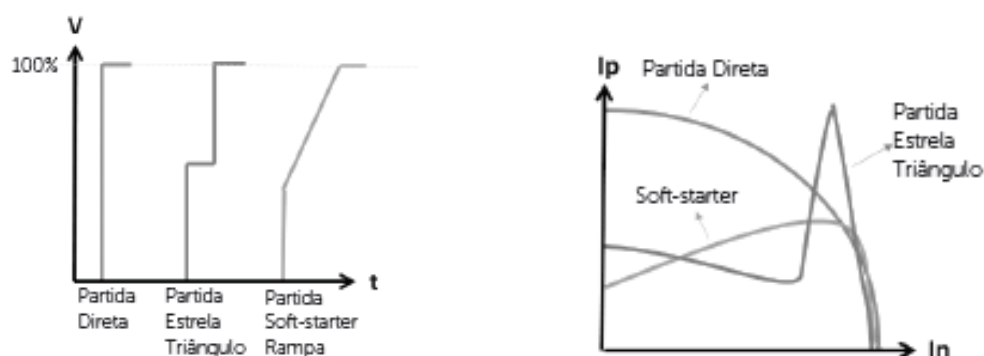 V
100%
t
Partida
Direta
Partida
Estrela
Triângulo
Partida
Soft-starter
Rampa
Ip
Partida Direta
Partida
Estrela
Triângulo
Soft-starter
In